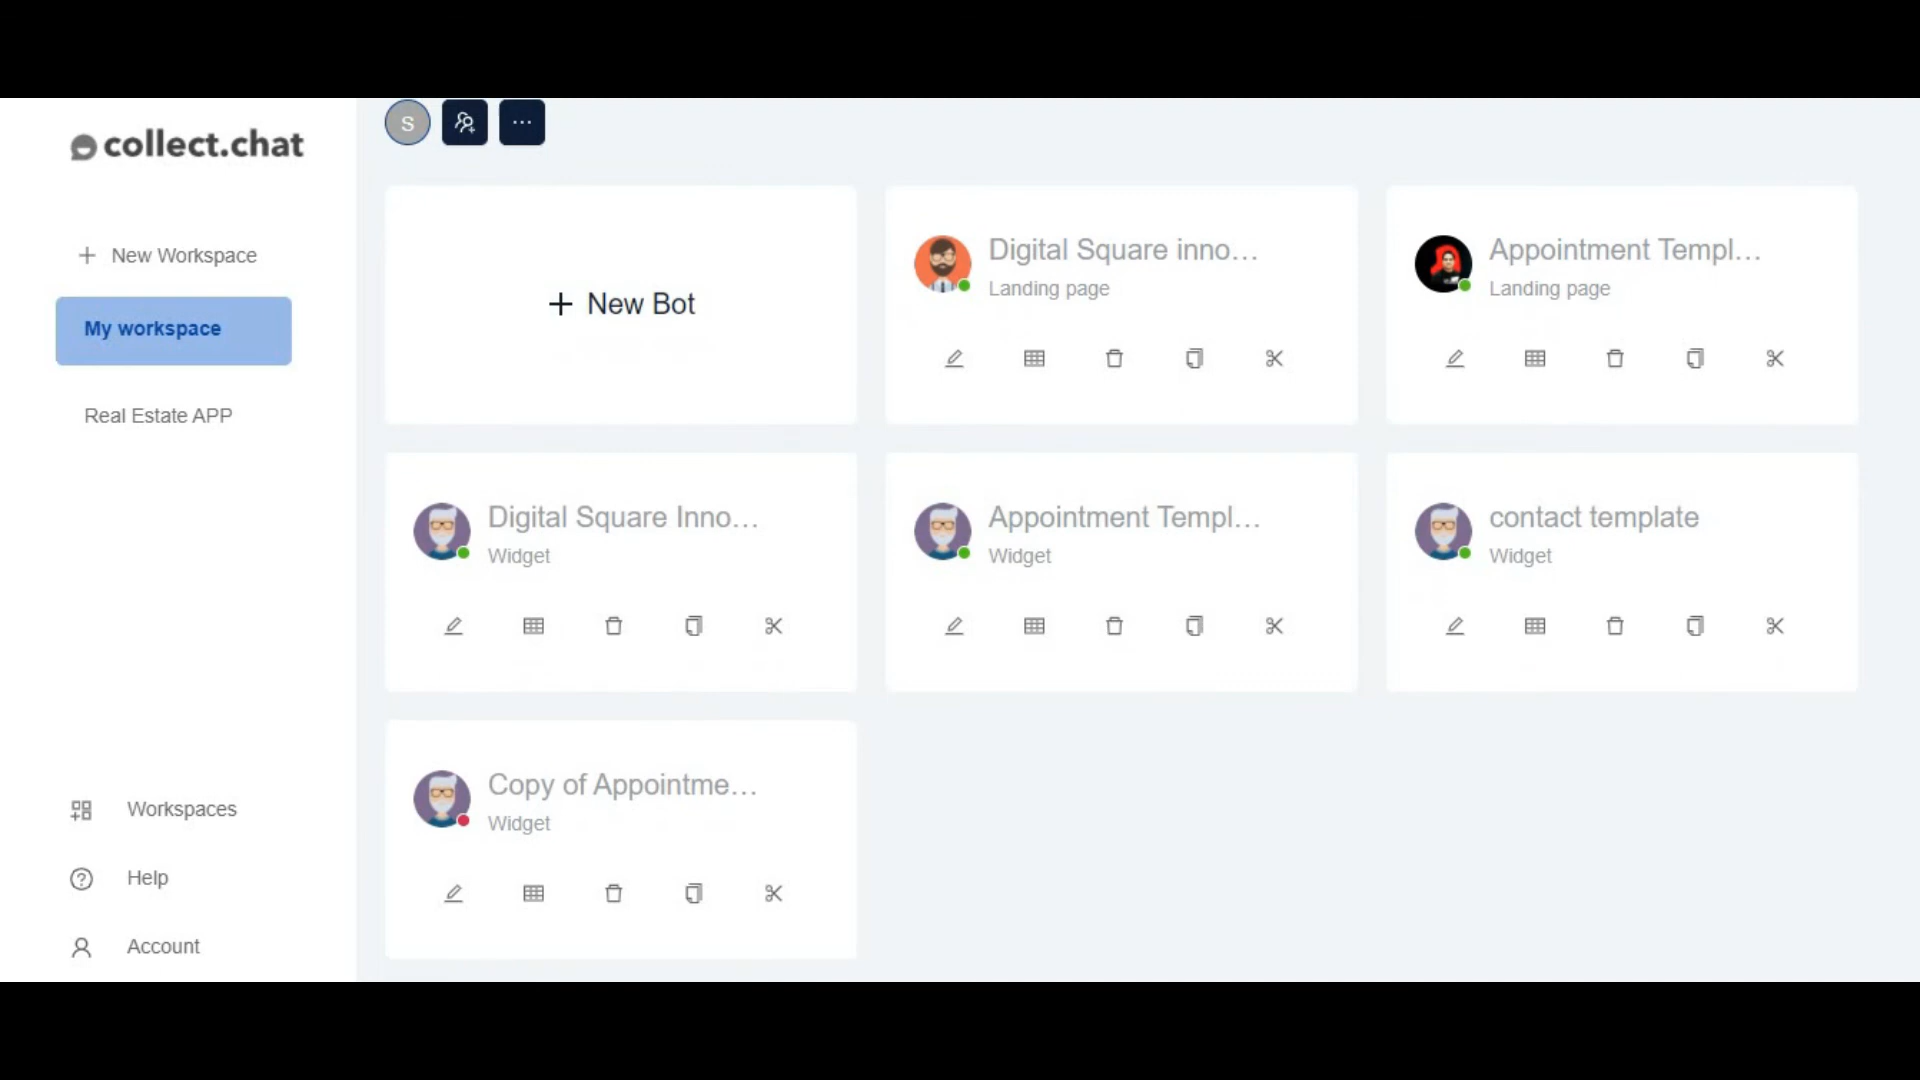 collect.chat
+ New Workspace
My workspace
Real Estate APP
Workspaces
Help
Account
S
+ New Bot
Digital Square inno...
Landing page
Appointment Templ...
Landing page
Digital Square Inno...
Widget
Appointment Templ...
Widget
contact template
Widget
Copy of Appointme...
Widget